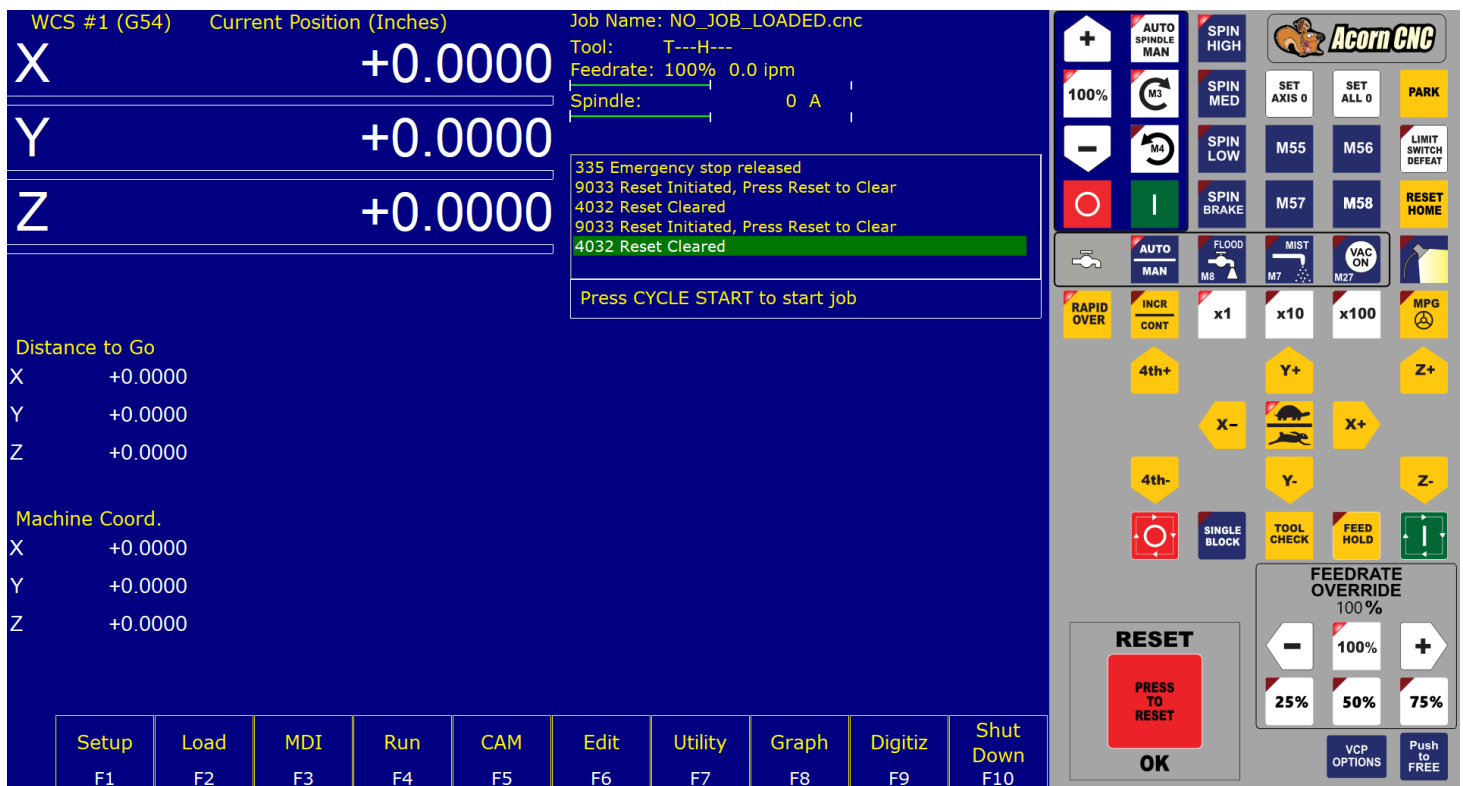 WCS #1 (G54) Current Position (Inches)
X +0.0000
Y +0.0000
Z +0.0000
Job Name: NO_JOB_LOADED.cnc
Tool: T---H---
Feedrate: 100% 0.0 ipm
Spindle: 0 A
335 Emergency stop released
9033 Reset Initiated, Press Reset to Clear
4032 Reset Cleared
9033 Reset Initiated, Press Reset to Clear
4032 Reset Cleared
Press CYCLE START to start job
Distance to Go
X +0.0000
Y +0.0000
Z +0.0000
Machine Coord.
X +0.0000
Y +0.0000
Z +0.0000
Setup
F1
Load
F2
MDI
F3
Run
F4
CAM
F5
Edit
F6
Utility
F7
Graph
F8
Digitiz
F9
Shut
Down
F10
+
AUTO
SPINDLE
MAN
SPIN
HIGH
Acorn CNC
100%
M3
SPIN
MED
SET
AXIS 0
SET
ALL 0
PARK
-
M4
SPIN
LOW
M55
M56
LIMIT
SWITCH
DEFEAT
SPIN
BRAKE
M57
M58
RESET
HOME
AUTO
MAN
FLOOD
M8
MIST
M7
VAC
ON
M27
RAPID
OVER
INCR
CONT
x1
x10
x100
MPG
4th+
Y+
Z+
X-
X+
4th-
Y-
Z-
SINGLE
BLOCK
TOOL
CHECK
FEED
HOLD
FEEDRATE
OVERRIDE
100%
-
100%
+
25%
50%
75%
RESET
PRESS
TO
RESET
OK
VCP
OPTIONS
Push
to
FREE